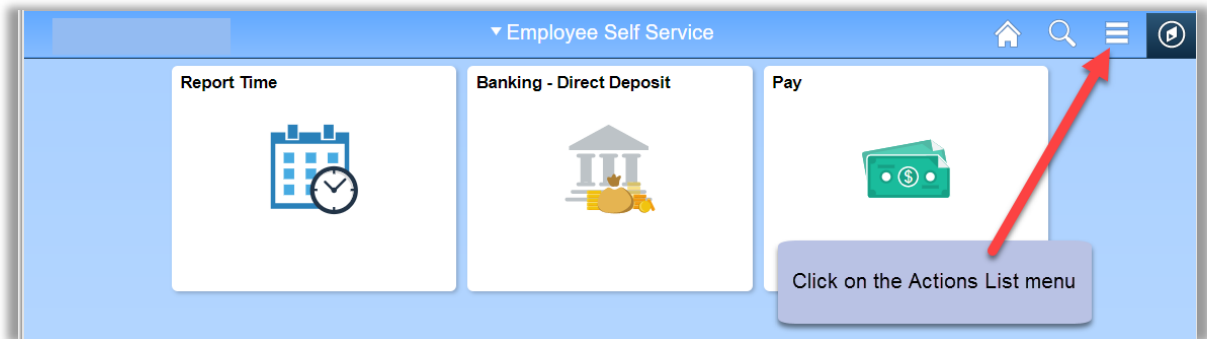 Employee Self Service
Report Time
Banking - Direct Deposit
Pay
$
Click on the Actions List menu